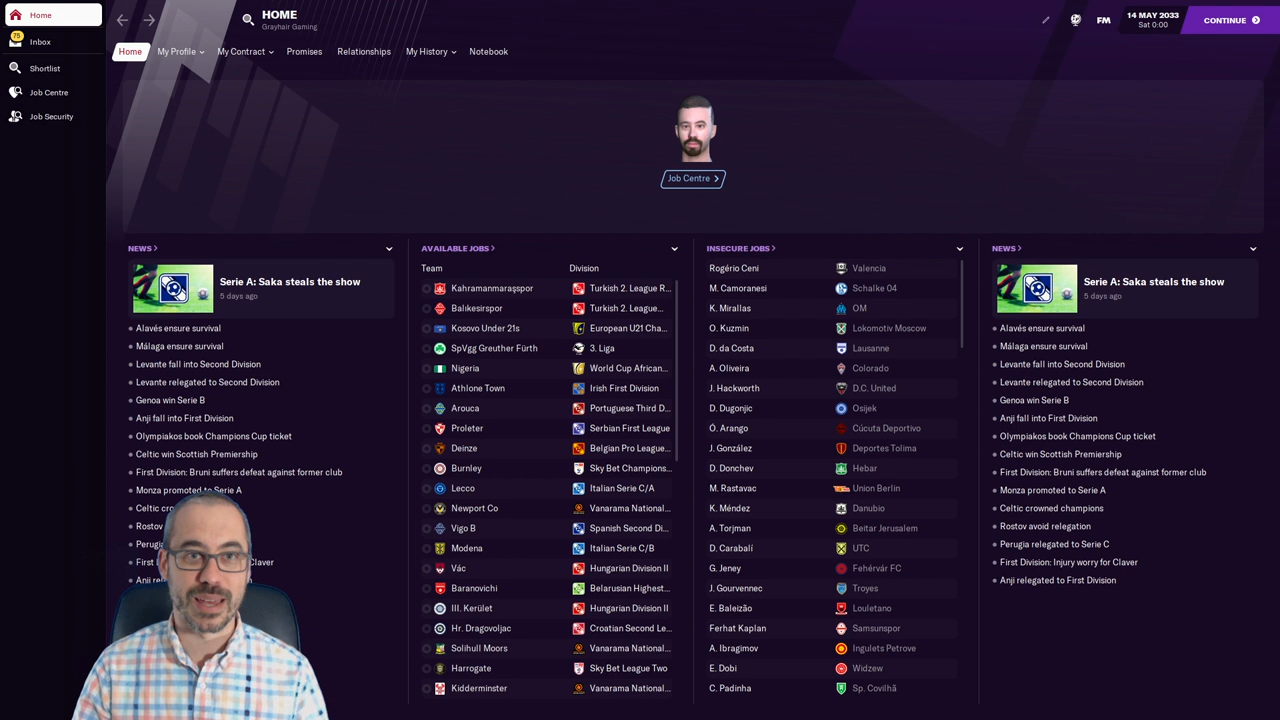 Home
75
Inbox
Shortlist
Job Centre
Job Security
HOME
Grayhair Gaming
FM
14 MAY 2033
Sat 0:00
CONTINUE
Home
My Profile
My Contract
Promises
Relationships
My History
Notebook
Job Centre
NEWS
Serie A: Saka steals the show
5 days ago
Alavés ensure survival
Málaga ensure survival
Levante fall into Second Division
Levante relegated to Second Division
Genoa win Serie B
Anji fall into First Division
Olympiakos book Champions Cup ticket
Celtic win Scottish Premiership
First Division: Bruni suffers defeat against former club
Monza promoted to Serie A
Celtic
Rostov
Claver
AVAILABLE JOBS
Team Division
Kahramanmaraşspor Turkish 2. League R...
Balıkesirspor Turkish 2. League...
Kosovo Under 21s European U21 Cha...
SpVgg Greuther Fürth 3. Liga
Nigeria World Cup African...
Athlone Town Irish First Division
Arouca Portuguese Third D...
Proleter Serbian First League
Deinze Belgian Pro League...
Burnley Sky Bet Champions...
Lecco Italian Serie C/A
Newport Co Vanarama National...
Vigo B Spanish Second Di...
Modena Italian Serie C/B
Vác Hungarian Division II
Baranovichi Belarusian Highest...
III. Kerület Hungarian Division II
Hr. Dragovoljac Croatian Second Le...
Solihull Moors Vanarama National...
Harrogate Sky Bet League Two
Kidderminster Vanarama National...
INSECURE JOBS
Rogério Ceni Valencia
M. Camoranesi Schalke 04
K. Mirallas OM
O. Kuzmin Lokomotiv Moscow
D. da Costa Lausanne
A. Oliveira Colorado
J. Hackworth D.C. United
D. Dugonjic Osijek
Ó. Arango Cúcuta Deportivo
J. González Deportes Tolima
D. Donchev Hebar
M. Rastavac Union Berlin
K. Méndez Danubio
A. Torjman Beitar Jerusalem
D. Carabalí UTC
G. Jeney Fehérvár FC
J. Gourvennec Troyes
E. Baleizão Louletano
Ferhat Kaplan Samsunspor
A. Ibragimov Ingulets Petrove
E. Dobi Widzew
C. Padinha Sp. Covilhã
NEWS
Serie A: Saka steals the show
5 days ago
Alavés ensure survival
Málaga ensure survival
Levante fall into Second Division
Levante relegated to Second Division
Genoa win Serie B
Anji fall into First Division
Olympiakos book Champions Cup ticket
Celtic win Scottish Premiership
First Division: Bruni suffers defeat against former club
Monza promoted to Serie A
Celtic crowned champions
Rostov avoid relegation
Perugia relegated to Serie C
First Division: Injury worry for Claver
Anji relegated to First Division